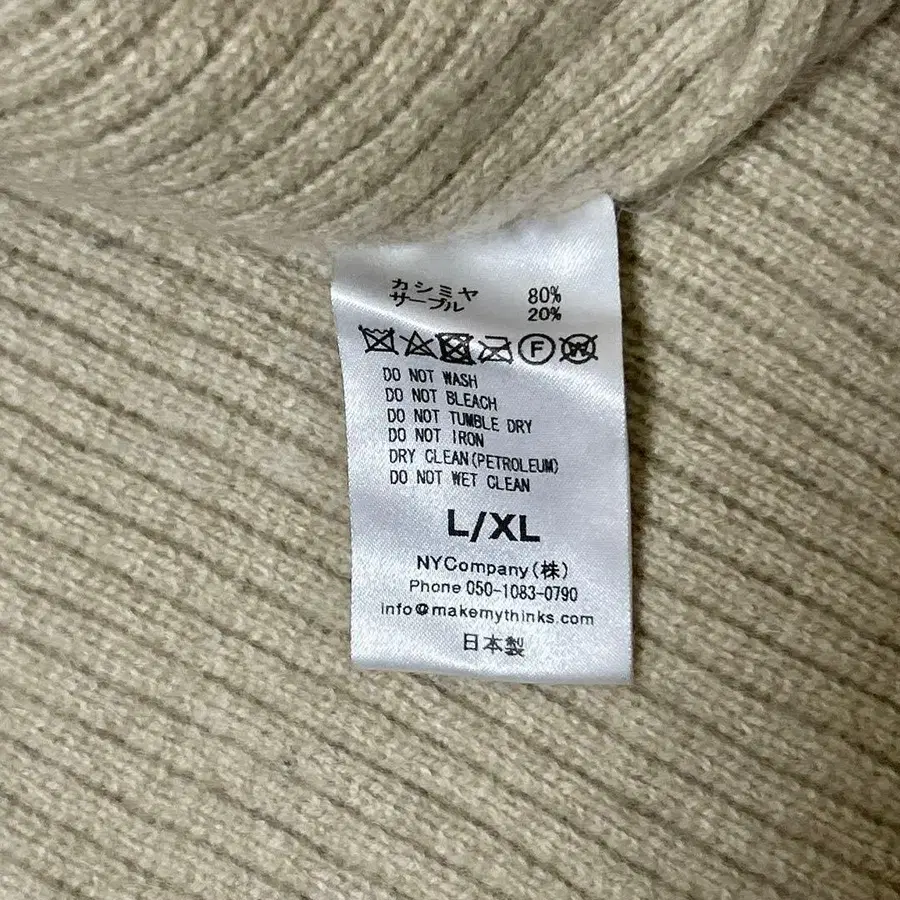 カシミヤ 80%
サーブル 20%
F W
DO NOT WASH
DO NOT BLEACH
DO NOT TUMBLE DRY
DO NOT IRON
DRY CLEAN(PETROLEUM)
DO NOT WET CLEAN
L/XL
NYCompany(株)
Phone 050-1083-0790
info@makemythinks.com
日本製